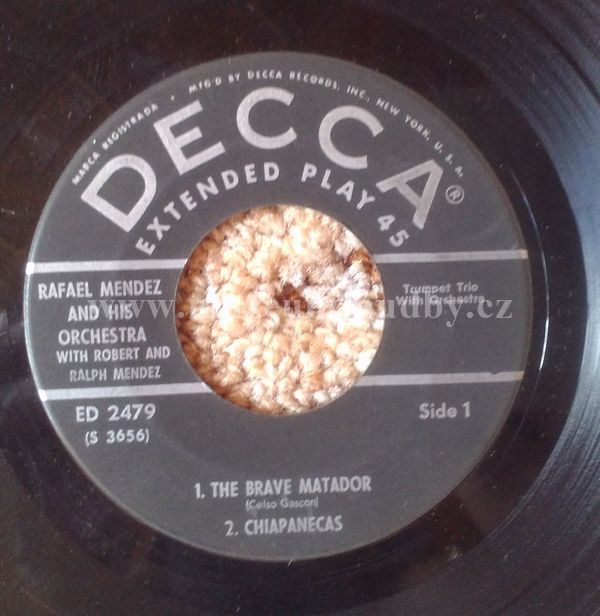 MARCA REGISTRADA • MFG'D BY DECCA RECORDS, INC., NEW YORK, U. S. A.
DECCA®
EXTENDED PLAY 45
RAFAEL MENDEZ
AND HIS
ORCHESTRA
WITH ROBERT AND
RALPH MENDEZ
Trumpet Trio
With Orchestra
ED 2479
(S 3656)
Side 1
1. THE BRAVE MATADOR
(Celso Gascon)
2. CHIAPANECAS